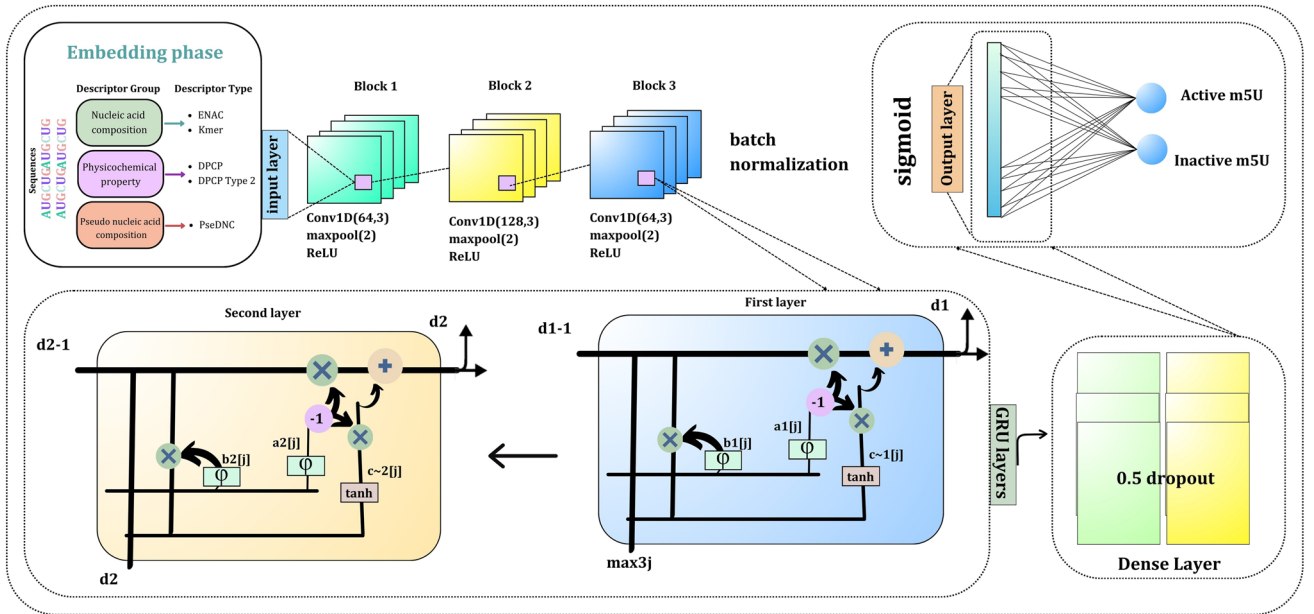 Embedding phase
Descriptor Group
Descriptor Type
Sequences
AUGCUGAUGCUG
AUGCUGAUGCUG
Nucleic acid
composition
• ENAC
• Kmer
Physicochemical
property
• DPCP
• DPCP Type 2
Pseudo nucleic acid
composition
• PseDNC
input layer
Block 1
Conv1D(64,3)
maxpool(2)
ReLU
Block 2
Conv1D(128,3)
maxpool(2)
ReLU
Block 3
Conv1D(64,3)
maxpool(2)
ReLU
batch
normalization
sigmoid
Output layer
Active m5U
Inactive m5U
Second layer
d2-1
d2
×
+
-1
×
×
a2[j]
b2[j]
φ
φ
c~2[j]
tanh
d2
First layer
d1-1
d1
×
+
-1
×
×
a1[j]
b1[j]
φ
φ
c~1[j]
tanh
max3j
GRU layers
0.5 dropout
Dense Layer